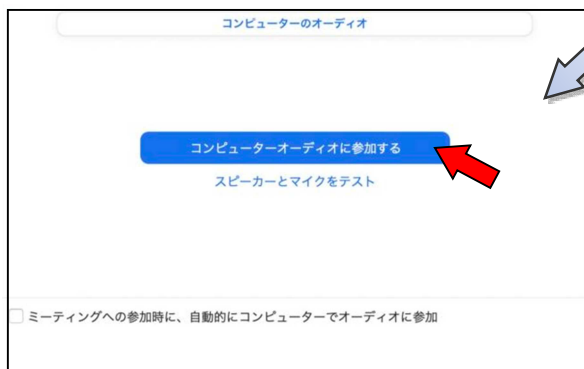 コンピューターのオーディオ
コンピューターオーディオに参加する
スピーカーとマイクをテスト
ミーティングへの参加時に、自動的にコンピューターでオーディオに参加